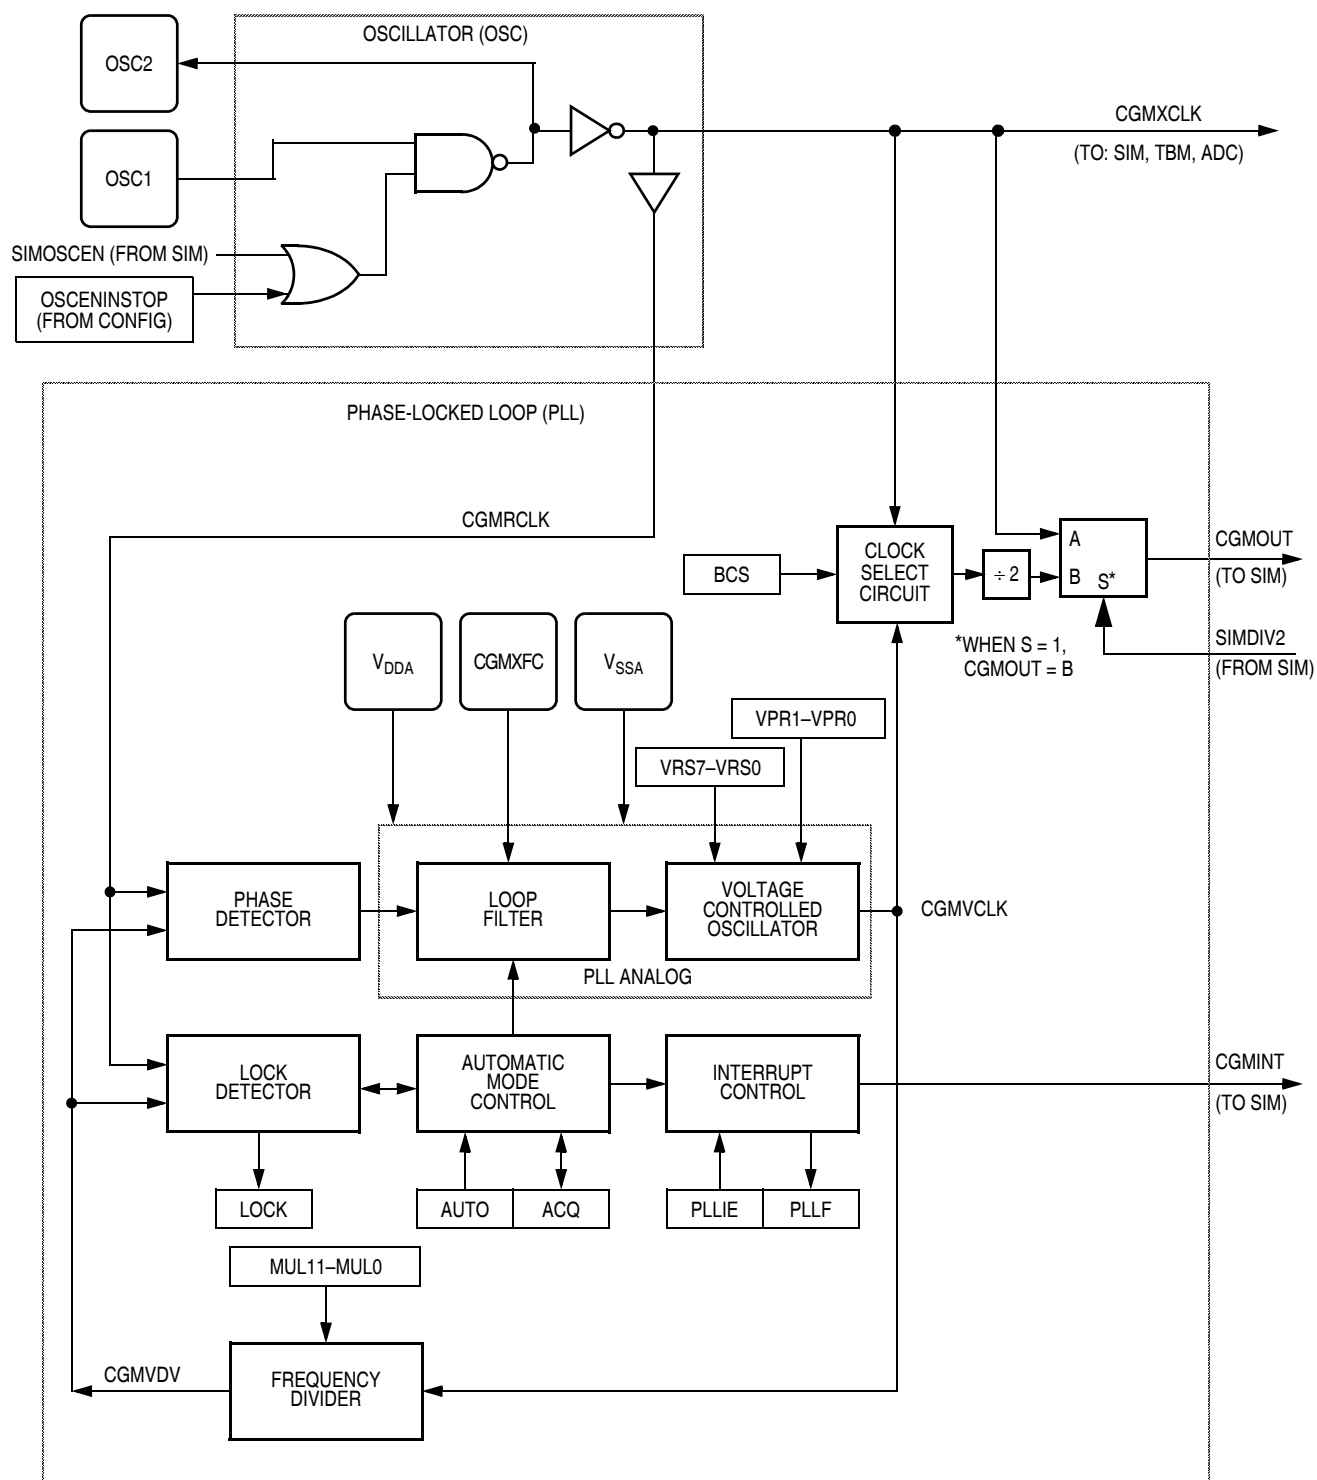 OSCILLATOR (OSC)
OSC2
CGMXCLK
(TO: SIM, TBM, ADC)
OSC1
SIMOSCEN (FROM SIM)
OSCENINSTOP
(FROM CONFIG)
PHASE-LOCKED LOOP (PLL)
CGMRCLK
BCS
CLOCK
SELECT
CIRCUIT
÷ 2
A
B S*
CGMOUT
(TO SIM)
*WHEN S = 1,
CGMOUT = B
SIMDIV2
(FROM SIM)
VDDA
CGMXFC
VSSA
VPR1–VPR0
VRS7–VRS0
PHASE
DETECTOR
LOOP
FILTER
VOLTAGE
CONTROLLED
OSCILLATOR
CGMVCLK
PLL ANALOG
LOCK
DETECTOR
AUTOMATIC
MODE
CONTROL
INTERRUPT
CONTROL
CGMINT
(TO SIM)
LOCK
AUTO
ACQ
PLLIE
PLLF
MUL11–MUL0
CGMVDV
FREQUENCY
DIVIDER